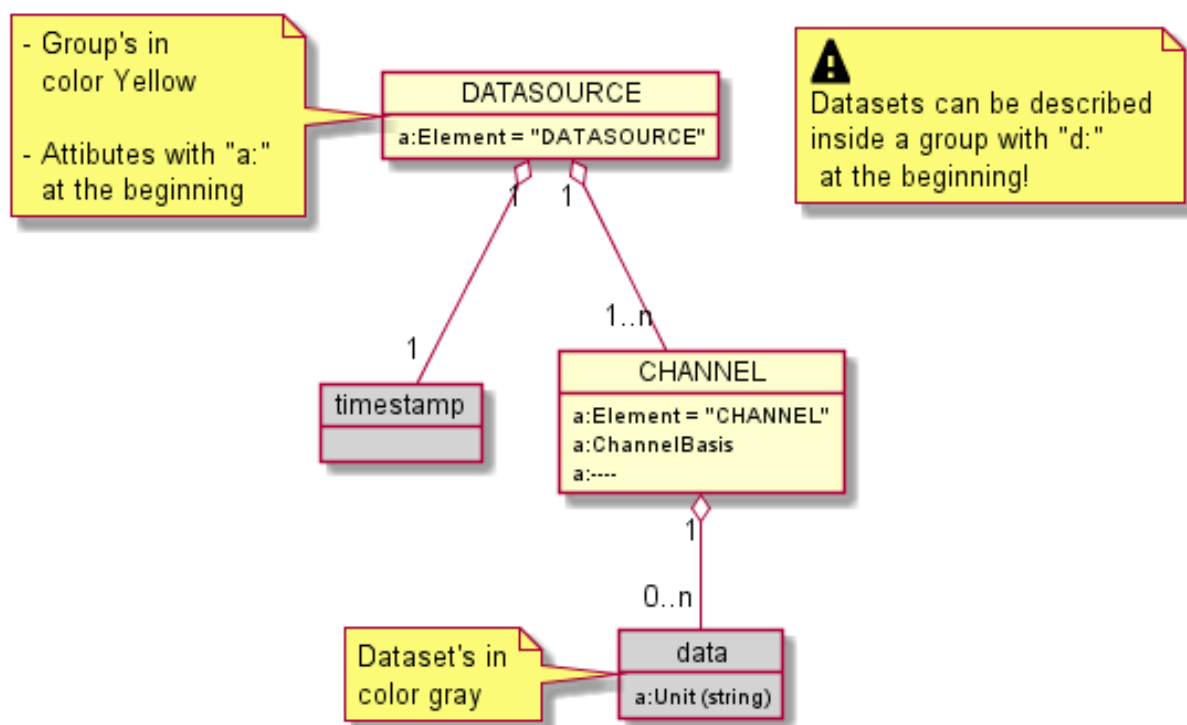 - Group's in
color Yellow
- Attibutes with "a:"
at the beginning
DATASOURCE
a:Element = "DATASOURCE"
Datasets can be described
inside a group with "d:"
at the beginning!
1
1
1
1..n
timestamp
CHANNEL
a:Element = "CHANNEL"
a:ChannelBasis
a:----
1
0..n
Dataset's in
color gray
data
a:Unit (string)